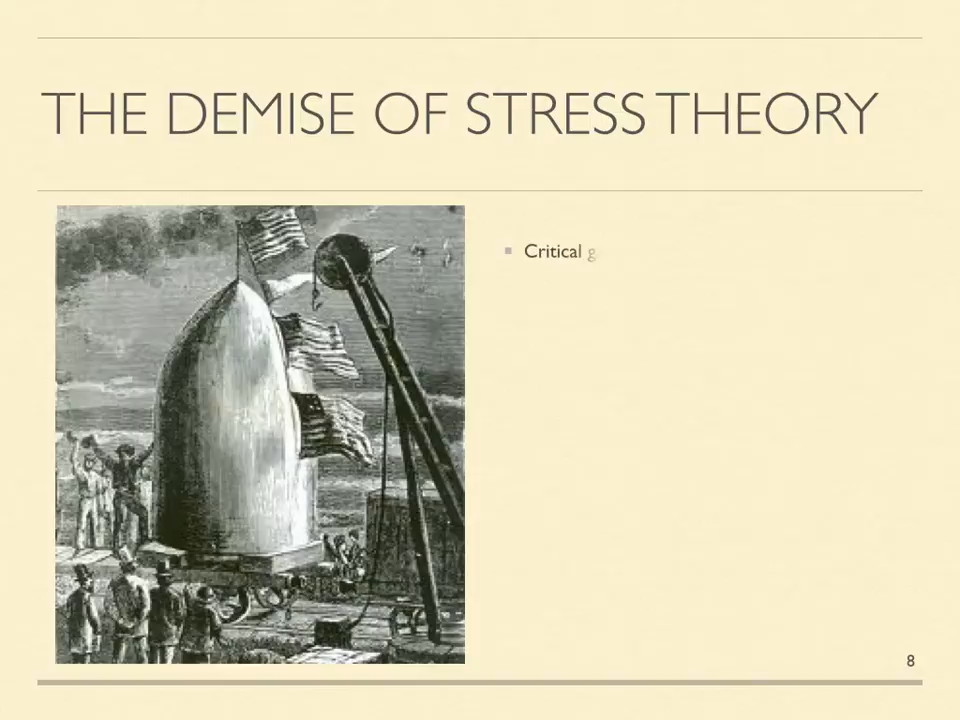 THE DEMISE OF STRESS THEORY
Critical g
8